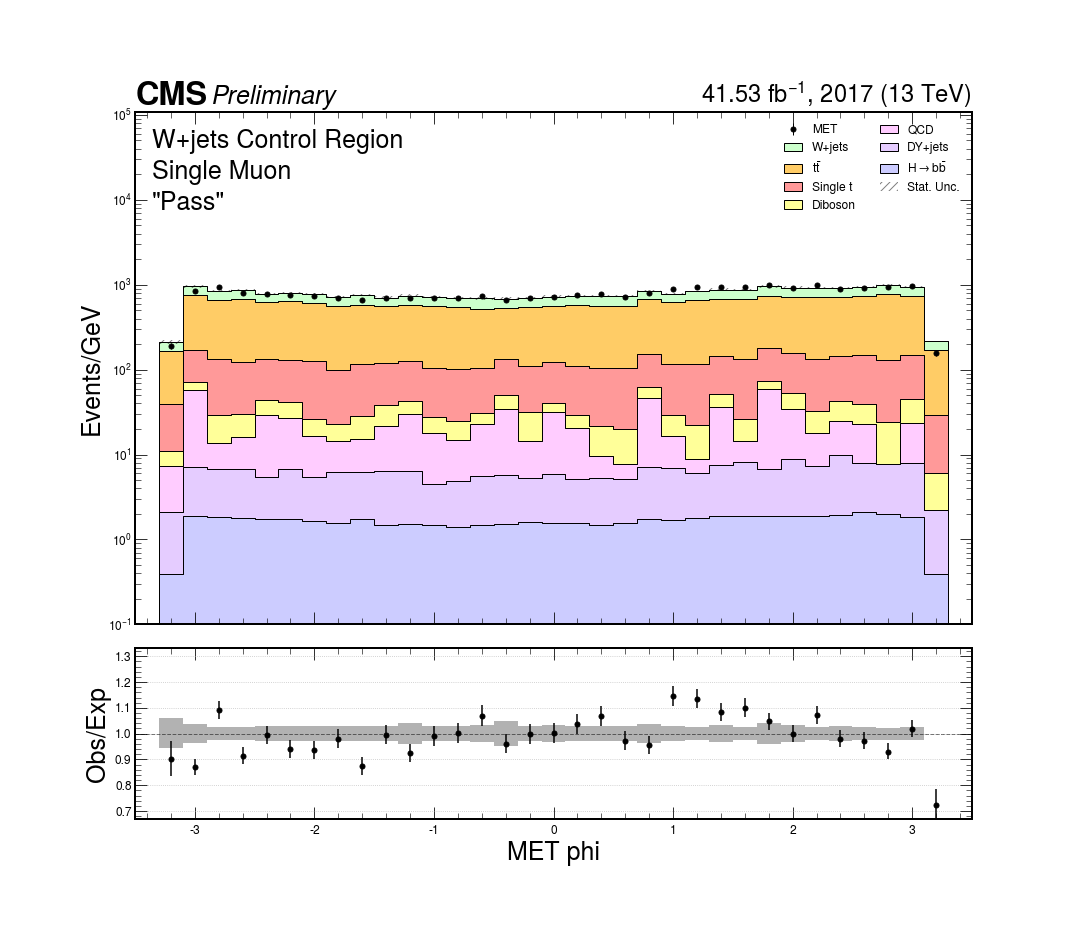 CMS Preliminary
41.53 fb⁻¹, 2017 (13 TeV)
W+jets Control Region
Single Muon
"Pass"
MET
W+jets
tt̄
Single t
Diboson
QCD
DY+jets
H→bb̄
Stat. Unc.
Events/GeV
10⁵
10⁴
10³
10²
10¹
10⁰
10⁻¹
Obs/Exp
1.3
1.2
1.1
1.0
0.9
0.8
0.7
-3 -2 -1 0 1 2 3
MET phi